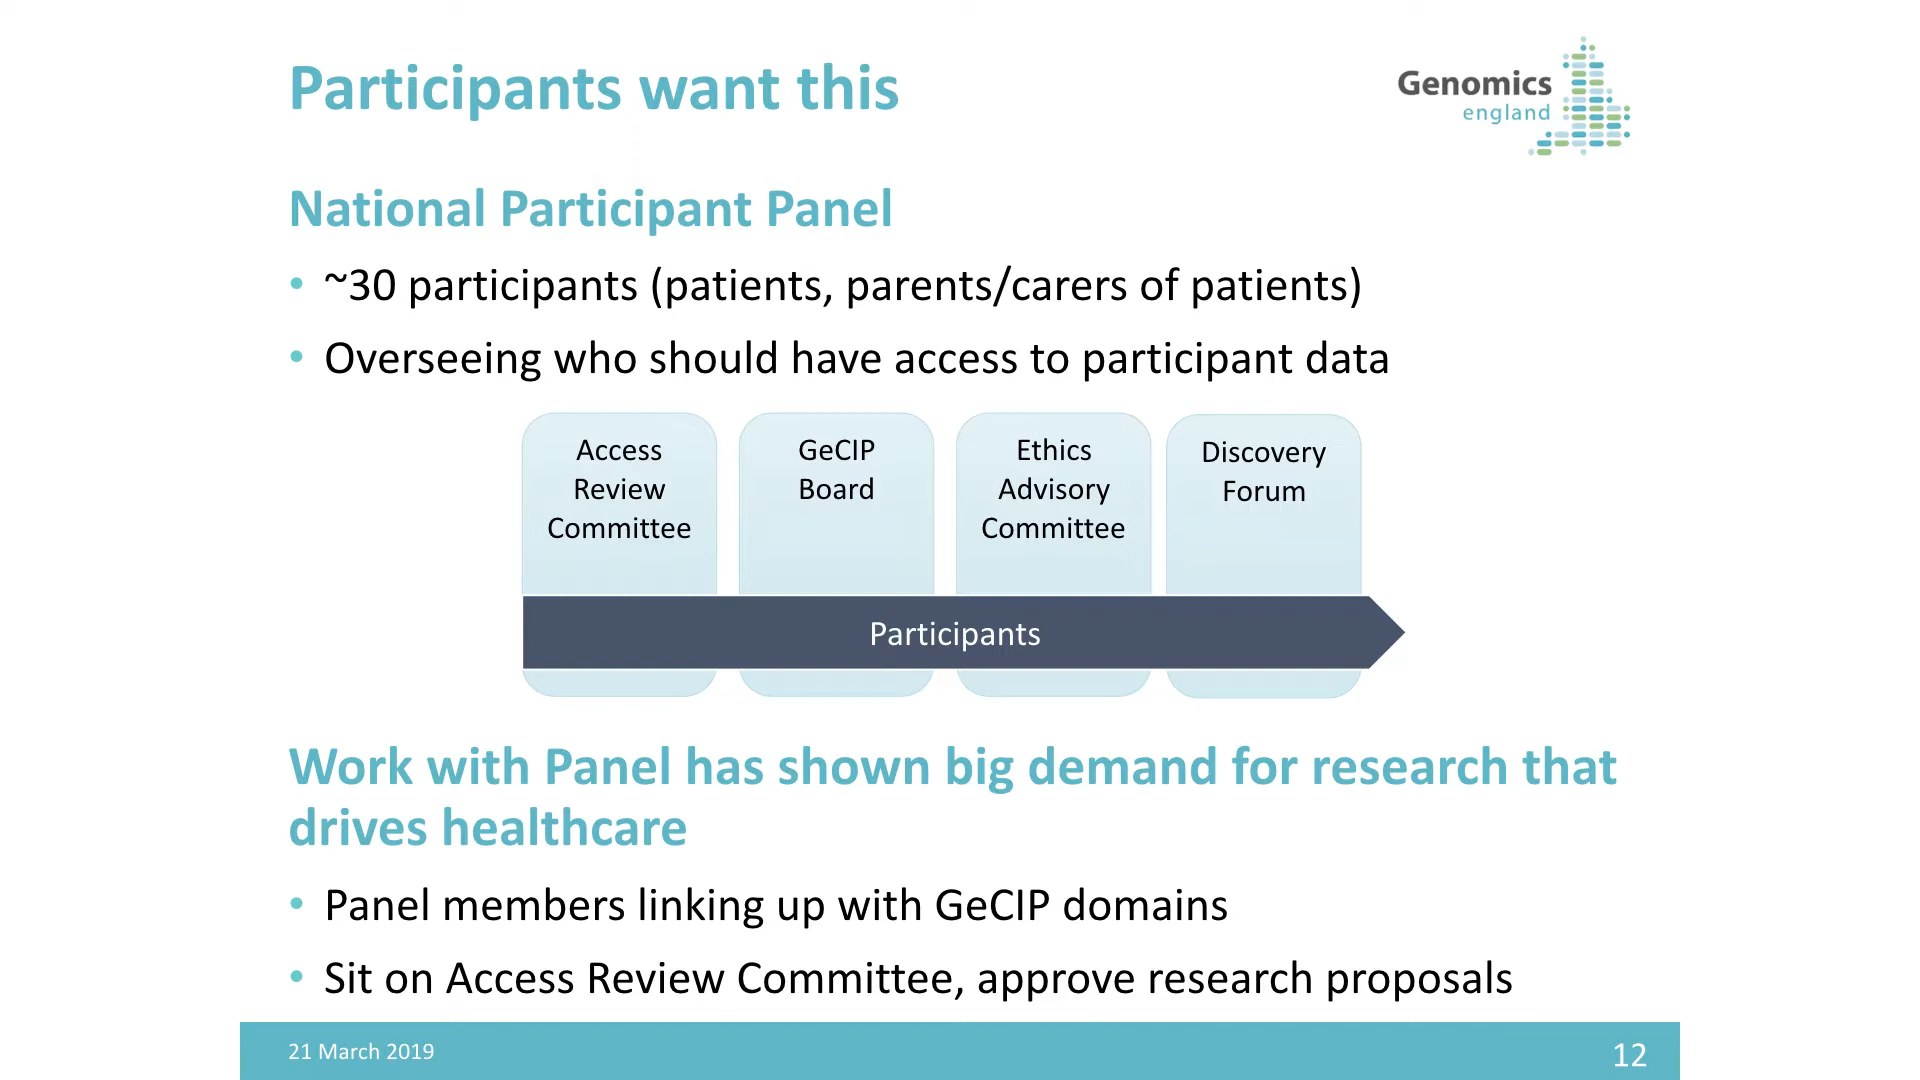 Participants want this
Genomics
england
National Participant Panel
• ~30 participants (patients, parents/carers of patients)
• Overseeing who should have access to participant data
Access
Review
Committee
GeCIP
Board
Ethics
Advisory
Committee
Discovery
Forum
Participants
Work with Panel has shown big demand for research that
drives healthcare
• Panel members linking up with GeCIP domains
• Sit on Access Review Committee, approve research proposals
21 March 2019
12